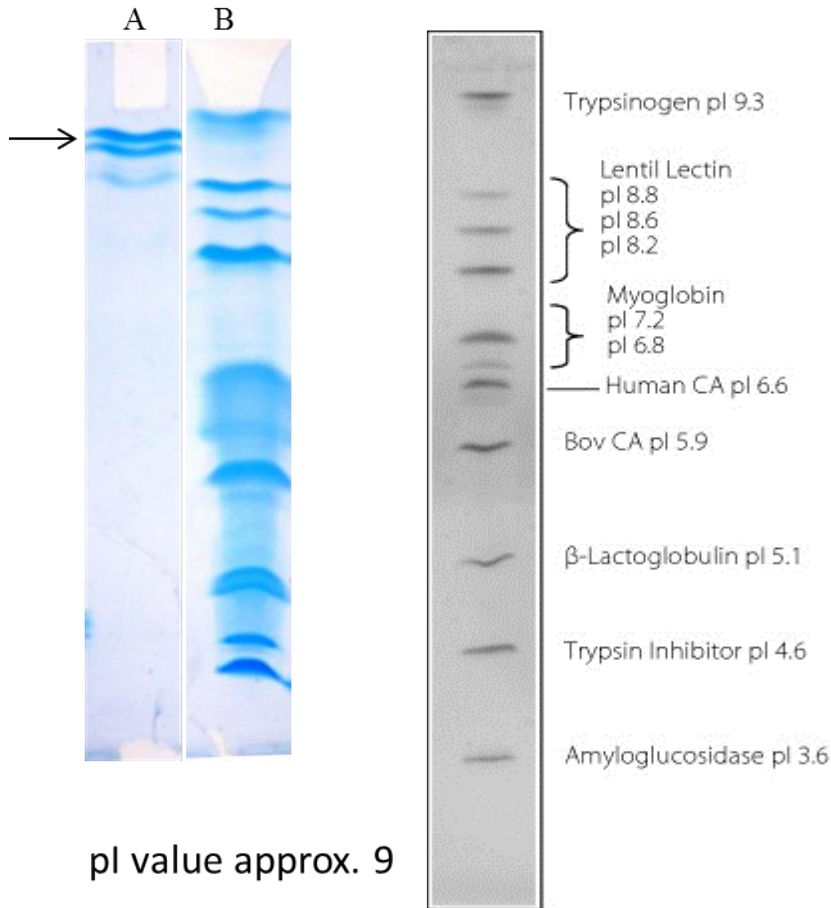 A B
Trypsinogen pI 9.3
Lentil Lectin
pI 8.8
pI 8.6
pI 8.2
Myoglobin
pI 7.2
pI 6.8
Human CA pI 6.6
Bov CA pI 5.9
β-Lactoglobulin pI 5.1
Trypsin Inhibitor pI 4.6
Amyloglucosidase pI 3.6
pI value approx. 9